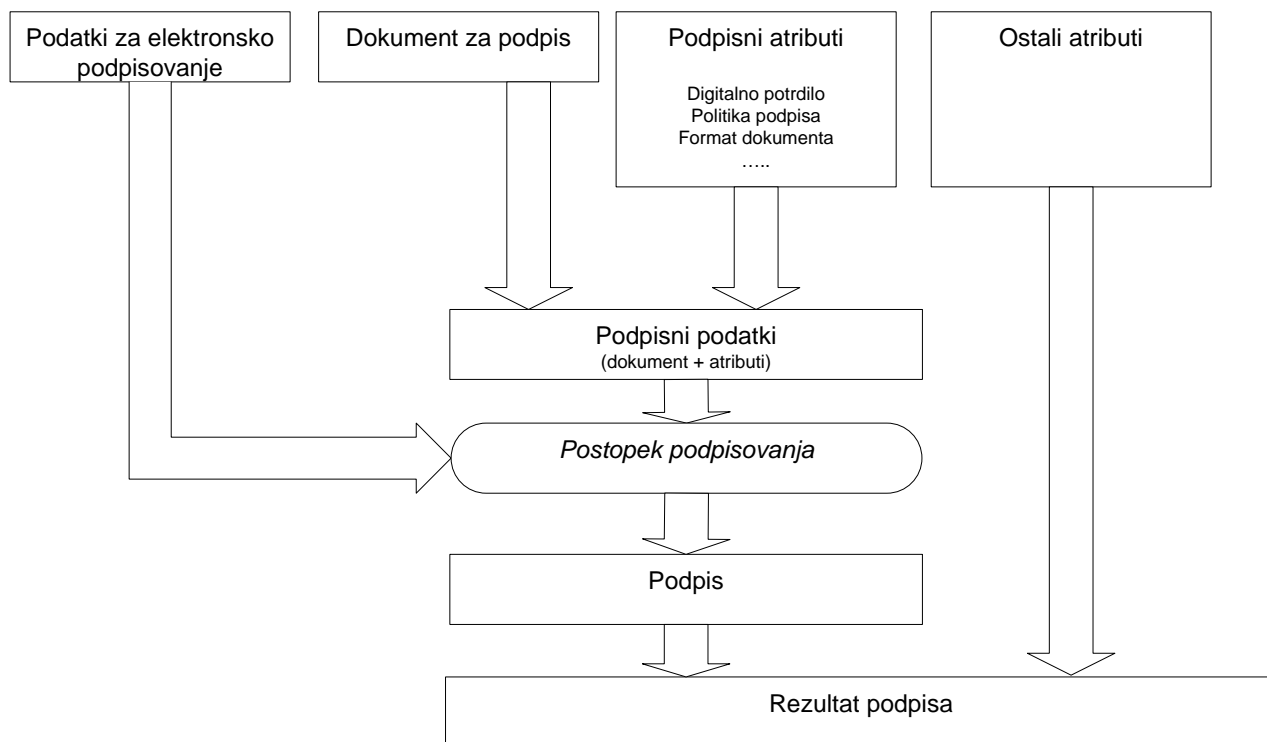 Podatki za elektronsko
podpisovanje
Dokument za podpis
Podpisni atributi
Digitalno potrdilo
Politika podpisa
Format dokumenta
…..
Ostali atributi
Podpisni podatki
(dokument + atributi)
Postopek podpisovanja
Podpis
Rezultat podpisa